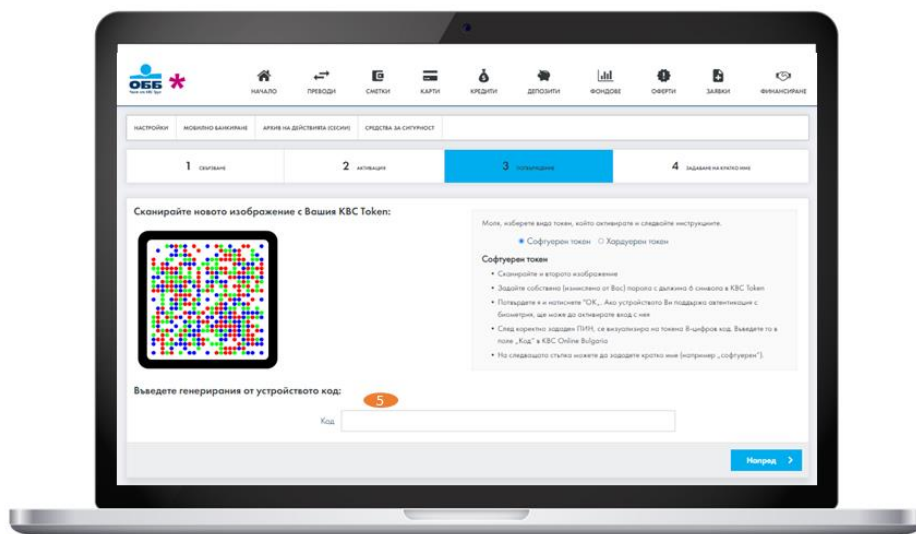 ОББ
НАЧАЛО
ПРЕВОДИ
СМЕТКИ
КАРТИ
КРЕДИТИ
ДЕПОЗИТИ
ФОНДОВЕ
ОФЕРТИ
ЗАЯВКИ
ФИНАНСИРАНЕ
НАСТРОЙКИ
МОБИЛНО БАНКИРАНЕ
АРХИВ НА ДЕЙСТВИЯТА (СЕСИИ)
СРЕДСТВА ЗА СИГУРНОСТ
1 СВЪРЗВАНЕ
2 АКТИВАЦИЯ
3
4 ЗАДАВАНЕ НА КРАТКО ИМЕ
Сканирайте новото изображение с Вашия KBC Token:
Моля, изберете вида токен, който активирате и следвайте инструкциите.
Софтуерен токен
Хардуерен токен
Софтуерен токен
• Сканирайте и второто изображение
• Задайте собствена (измислена от Вас) парола с дължина 6 символа в KBC Token
• Потвърдете я и натиснете "ОК„. Ако устройството Ви поддържа автентикация с
биометрия, ще може да активирате вход с нея
• След коректно зададен ПИН, се визуализира на токена 8-цифров код. Въведете го в
поле „Код" в KBC Online Bulgaria
• На следващата стъпка можете да зададете кратко име (например „софтуерен").
Въведете генерирания от устройството код:
5
Код
Напред